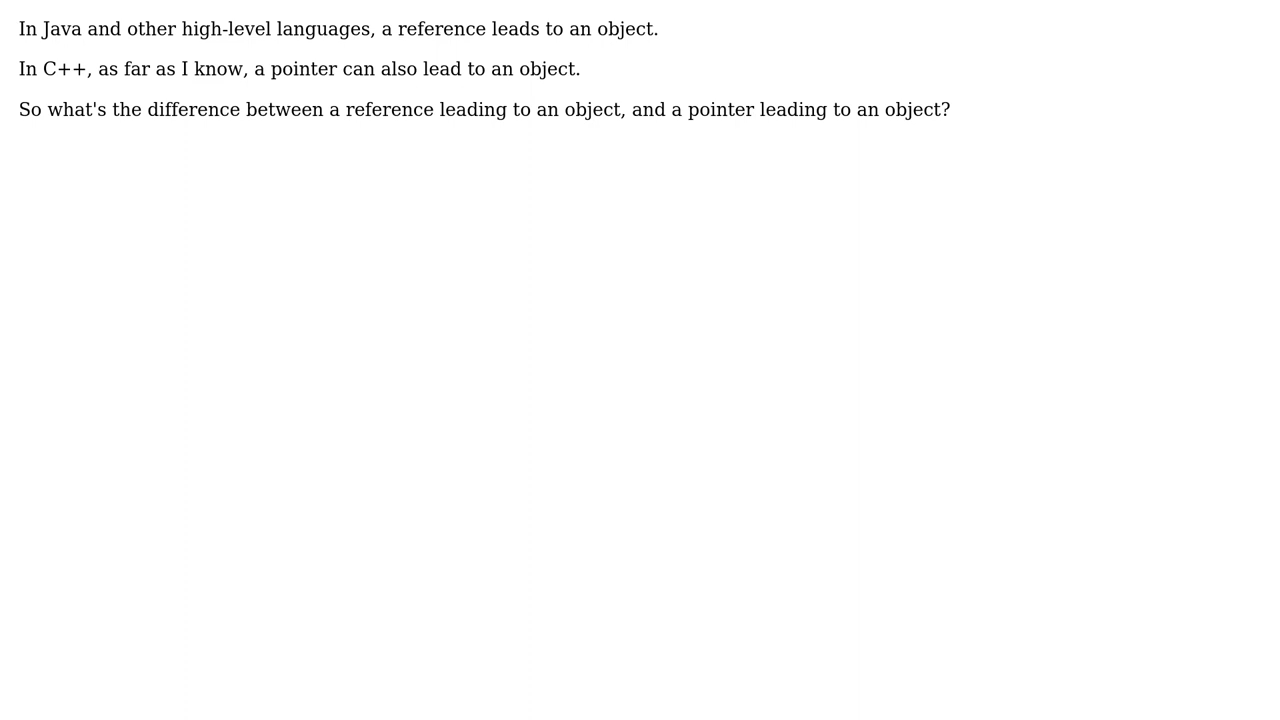 In Java and other high-level languages, a reference leads to an object.
In C++, as far as I know, a pointer can also lead to an object.
So what's the difference between a reference leading to an object, and a pointer leading to an object?